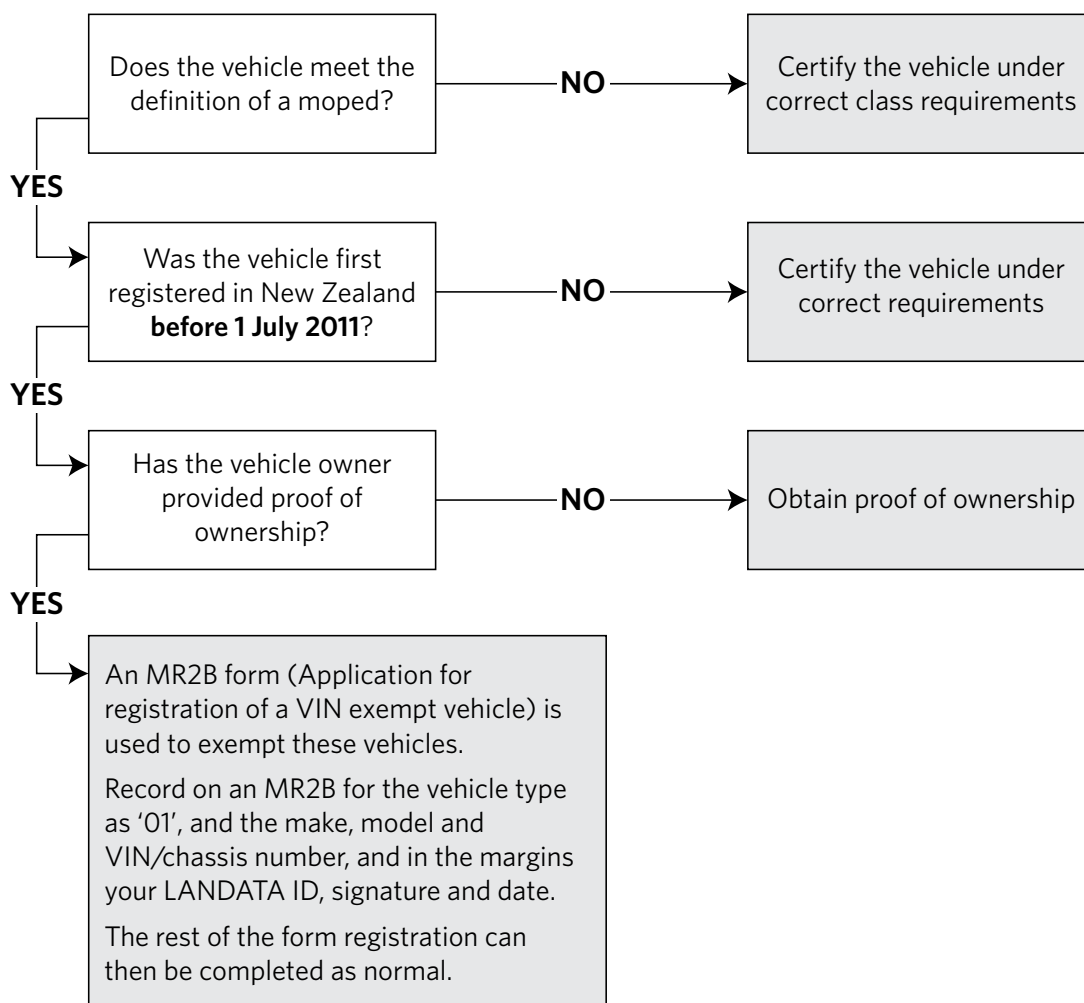 Does the vehicle meet the
definition of a moped?
NO
Certify the vehicle under
correct class requirements
YES
Was the vehicle first
registered in New Zealand
before 1 July 2011?
NO
Certify the vehicle under
correct requirements
YES
Has the vehicle owner
provided proof of
ownership?
NO
Obtain proof of ownership
YES
An MR2B form (Application for
registration of a VIN exempt vehicle) is
used to exempt these vehicles.
Record on an MR2B for the vehicle type
as ‘01’, and the make, model and
VIN/chassis number, and in the margins
your LANDATA ID, signature and date.
The rest of the form registration can
then be completed as normal.